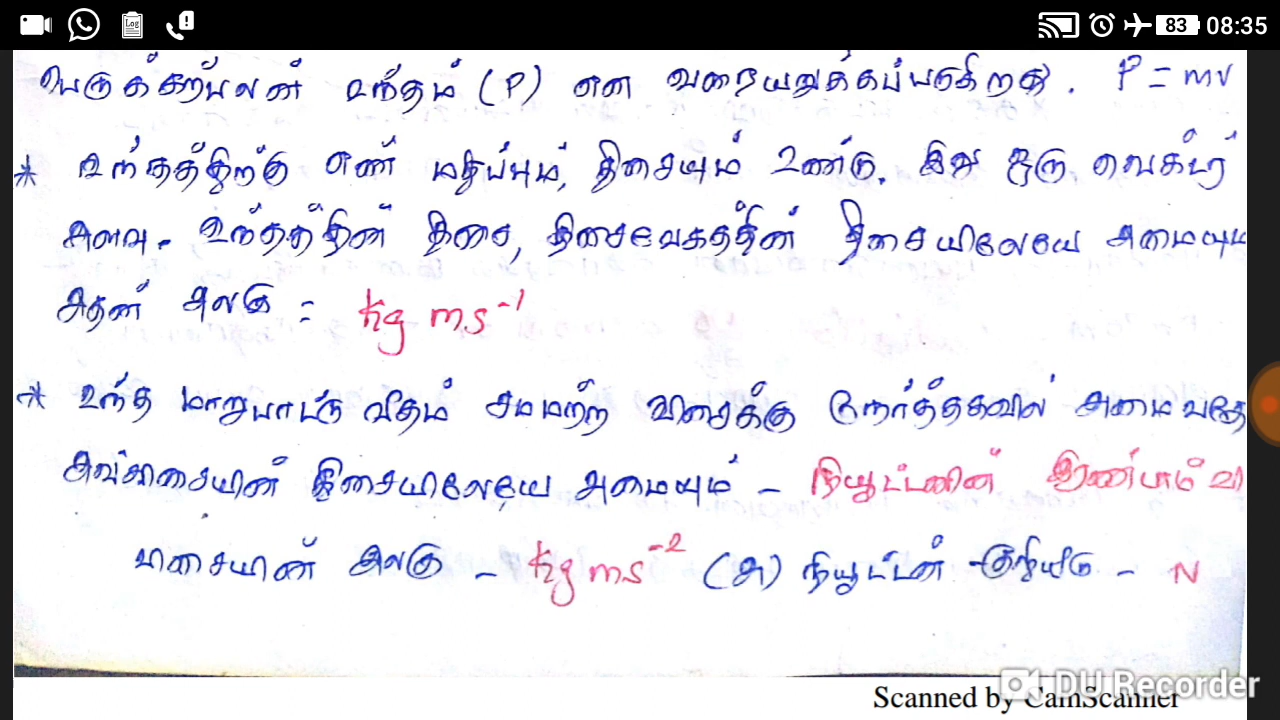 83 08:35
பெருக்கற்பலன் உந்தம் (P) என வரையறுக்கப்படுகிறது. P = mv
* உந்தத்திற்கு எண் மதிப்பும், திசையும் உண்டு. இது ஒரு வெக்டர்
அளவு. உந்தத்தின் திசை, திசைவேகத்தின் திசையிலேயே அமையும்
அதன் அலகு = kg ms⁻¹
* உந்த மாறுபாட்டு வீதம் சமமற்ற விசைக்கு நேர்த்தகவில் அமைவதோ
அவ்விசையின் திசையிலேயே அமையும் - நியூட்டனின் இரண்டாம் வி
விசையின் அலகு - kg ms⁻² (அ) நியூட்டன் குறியீடு - N
DU Recorder
Scanned by CamScanner